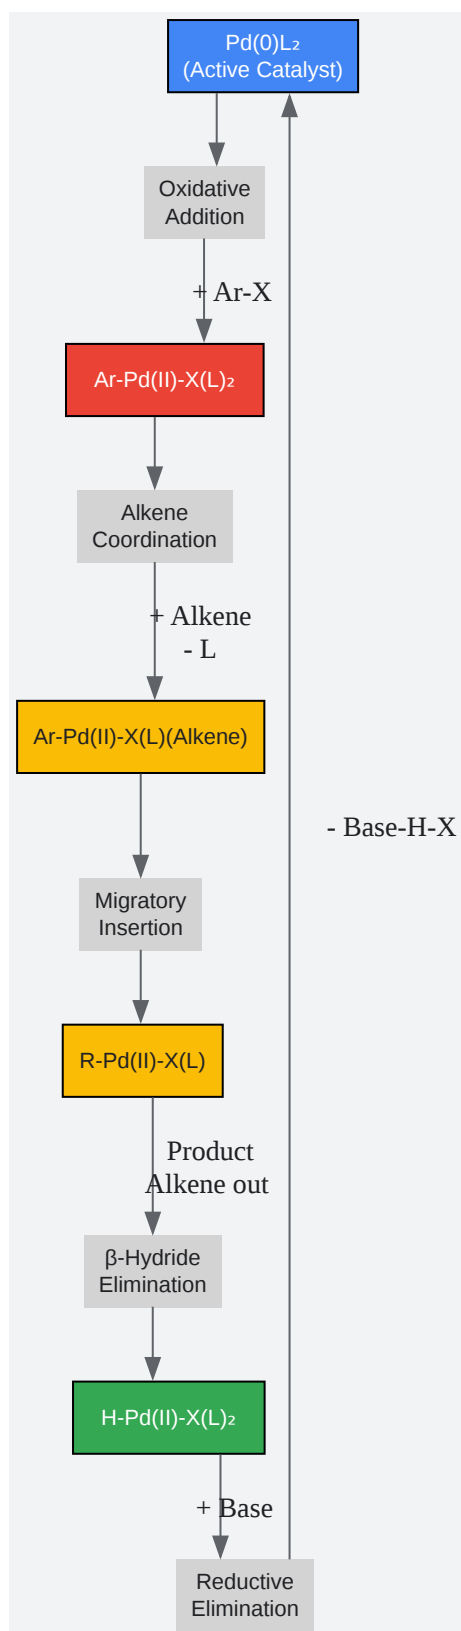 Pd(0)L₂
(Active Catalyst)
Oxidative
Addition
+ Ar-X
Ar-Pd(II)-X(L)₂
Alkene
Coordination
+ Alkene
- L
Ar-Pd(II)-X(L)(Alkene)
- Base-H-X
Migratory
Insertion
R-Pd(II)-X(L)
Product
Alkene out
β-Hydride
Elimination
H-Pd(II)-X(L)₂
+ Base
Reductive
Elimination